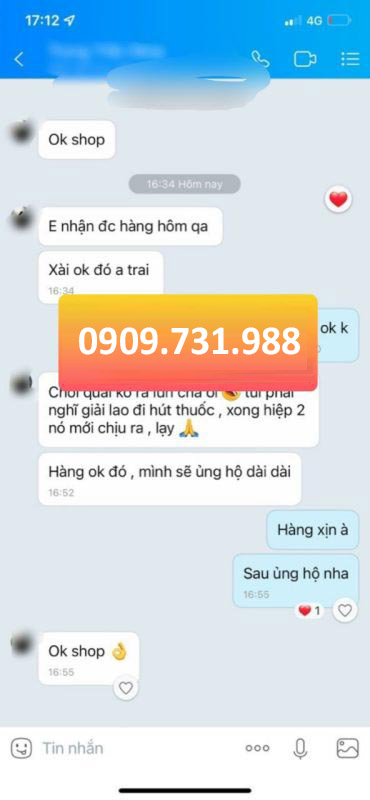 17:12
4G
Ok shop
16:34 Hôm nay
E nhận đc hàng hôm qa
Xài ok đó a trai
16:34
ok k
0909.731.988
Chơi quài ko ra lun cha ơi 🥵 tui phải
nghĩ giải lao đi hút thuốc , xong hiệp 2
nó mới chịu ra , lạy 🙏
Hàng ok đó , mình sẽ ủng hộ dài dài
16:52
Hàng xịn à
Sau ủng hộ nha
16:55
1
Ok shop 👌
16:55
Tin nhắn